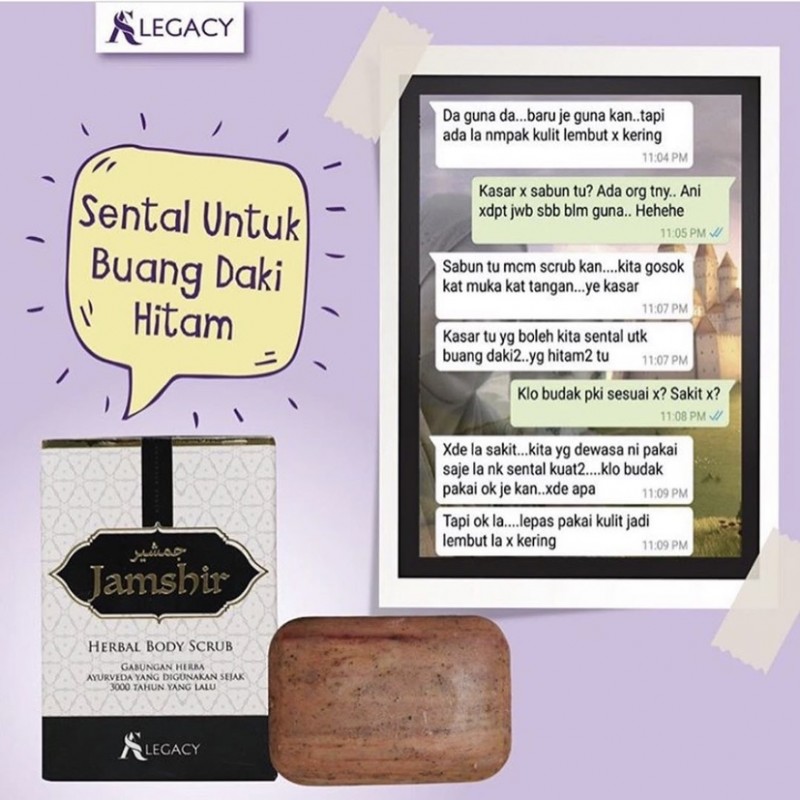 AS LEGACY
Sental Untuk
Buang Daki
Hitam
Da guna da...baru je guna kan..tapi
ada la nmpak kulit lembut x kering
11:04 PM
Kasar x sabun tu? Ada org tny.. Ani
xdpt jwb sbb blm guna.. Hehehe
11:05 PM
Sabun tu mcm scrub kan....kita gosok
kat muka kat tangan...ye kasar
11:07 PM
Kasar tu yg boleh kita sental utk
buang daki2..yg hitam2 tu
11:07 PM
Klo budak pki sesuai x? Sakit x?
11:08 PM
Xde la sakit...kita yg dewasa ni pakai
saje la nk sental kuat2....klo budak
pakai ok je kan..xde apa
11:09 PM
Tapi ok la....lepas pakai kulit jadi
lembut la x kering
11:09 PM
جمشير
Jamshir
HERBAL BODY SCRUB
GABUNGAN HERBA
AYURVEDA YANG DIGUNAKAN SEJAK
3000 TAHUN YANG LALU
AS LEGACY